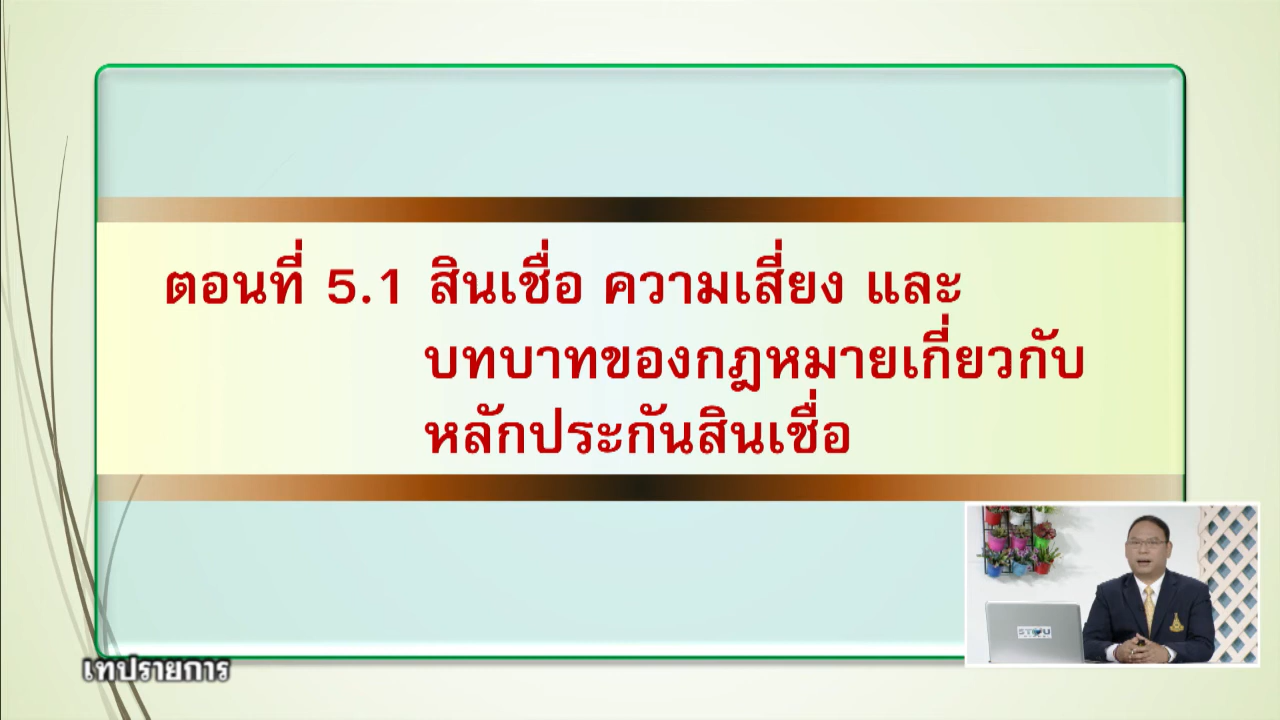 ตอนที่ 5.1 สินเชื่อ ความเสี่ยง และ
บทบาทของกฎหมายเกี่ยวกับ
หลักประกันสินเชื่อ
STOU
เทปรายการ